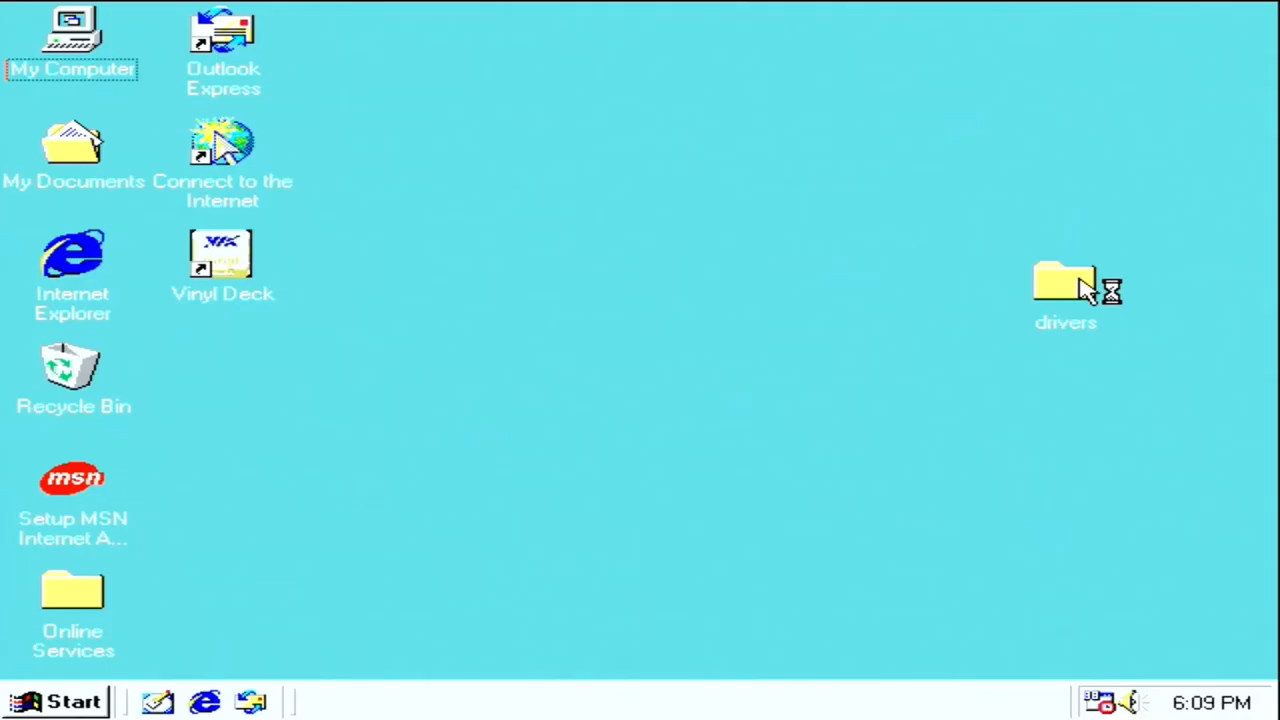 My Computer
Outlook
Express
My Documents
Connect to the
Internet
Internet
Explorer
VIA
Vinyl Deck
drivers
Recycle Bin
msn
Setup MSN
Internet A...
Online
Services
Start
6:09 PM